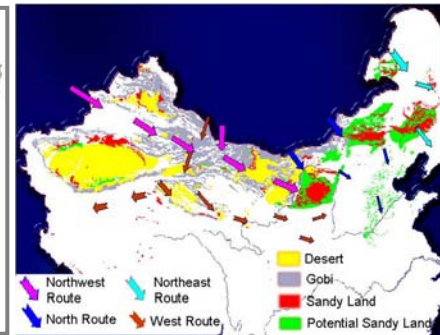 Desert
Gobi
Sandy Land
Potential Sandy Land
Northwest
Route
Northeast
Route
North Route
West Route